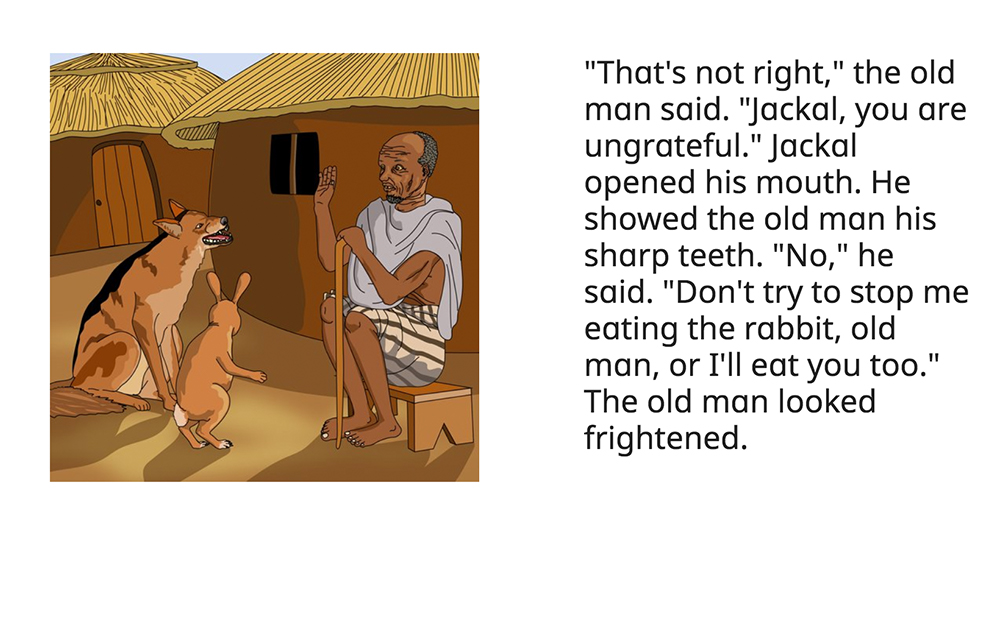 "That's not right," the old
man said. "Jackal, you are
ungrateful." Jackal
opened his mouth. He
showed the old man his
sharp teeth. "No," he
said. "Don't try to stop me
eating the rabbit, old
man, or I'll eat you too."
The old man looked
frightened.